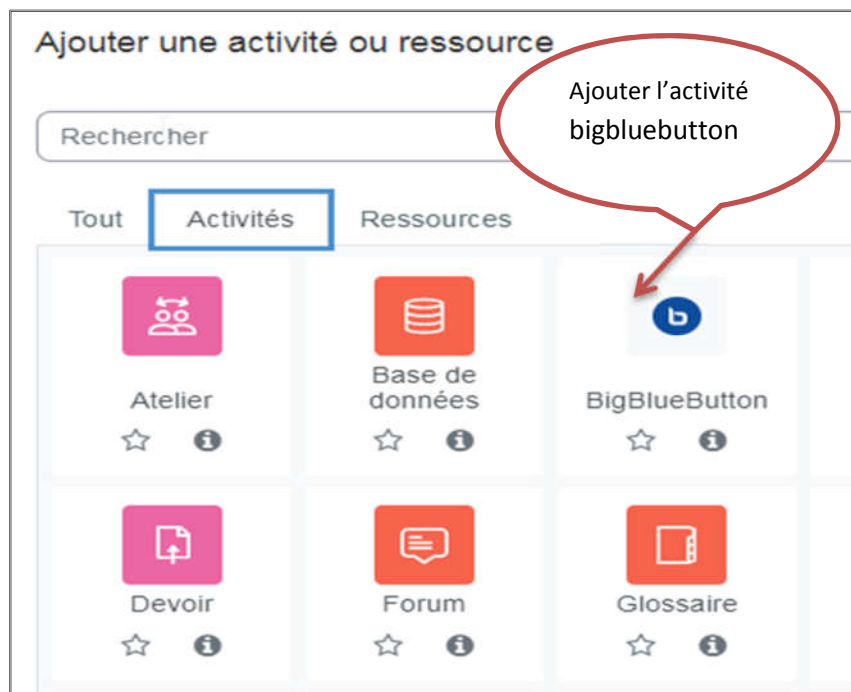 Ajouter une activité ou ressource
Ajouter l’activité
bigbluebutton
Rechercher
Tout Activités Ressources
Atelier
Base de
données
BigBlueButton
Devoir
Forum
Glossaire